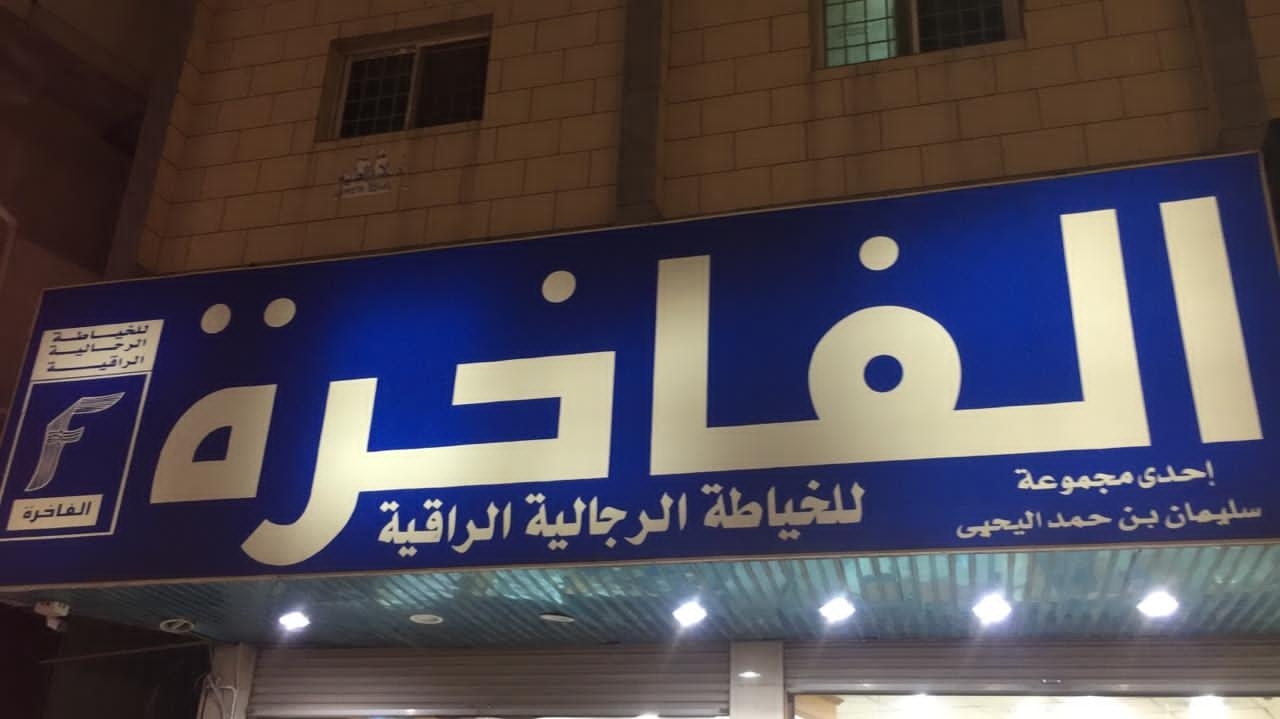 الفاخرة
للخياطة الرجالية الراقية
إحدى مجموعة
سليمان بن حمد اليحيى
للخياطة
الرجالية
الراقية
الفاخرة